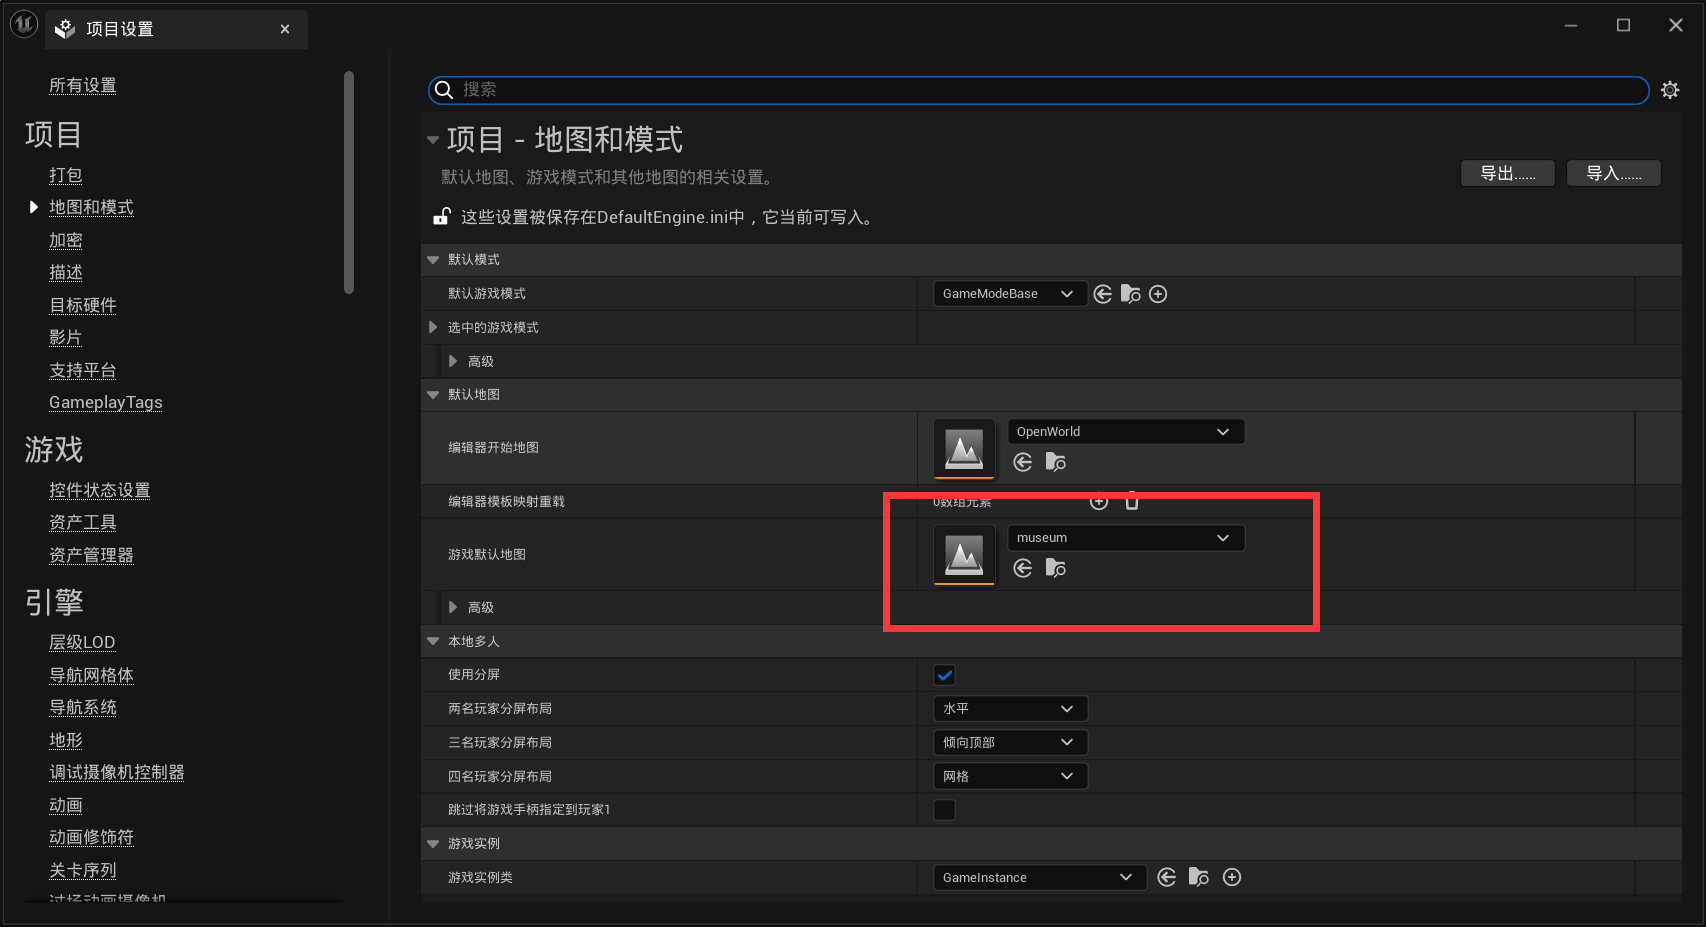 项目设置
所有设置
项目
打包
地图和模式
加密
描述
目标硬件
影片
支持平台
GameplayTags
游戏
控件状态设置
资产工具
资产管理器
引擎
层级LOD
导航网格体
导航系统
地形
调试摄像机控制器
动画
动画修饰符
关卡序列
过场动画摄像机
搜索
项目 - 地图和模式
默认地图、游戏模式和其他地图的相关设置。
导出......
导入......
这些设置被保存在DefaultEngine.ini中，它当前可写入。
默认模式
默认游戏模式
GameModeBase
选中的游戏模式
高级
默认地图
编辑器开始地图
OpenWorld
编辑器模板映射重载
0数组元素
游戏默认地图
museum
高级
本地多人
使用分屏
两名玩家分屏布局
水平
三名玩家分屏布局
倾向顶部
四名玩家分屏布局
网格
跳过将游戏手柄指定到玩家1
游戏实例
游戏实例类
GameInstance